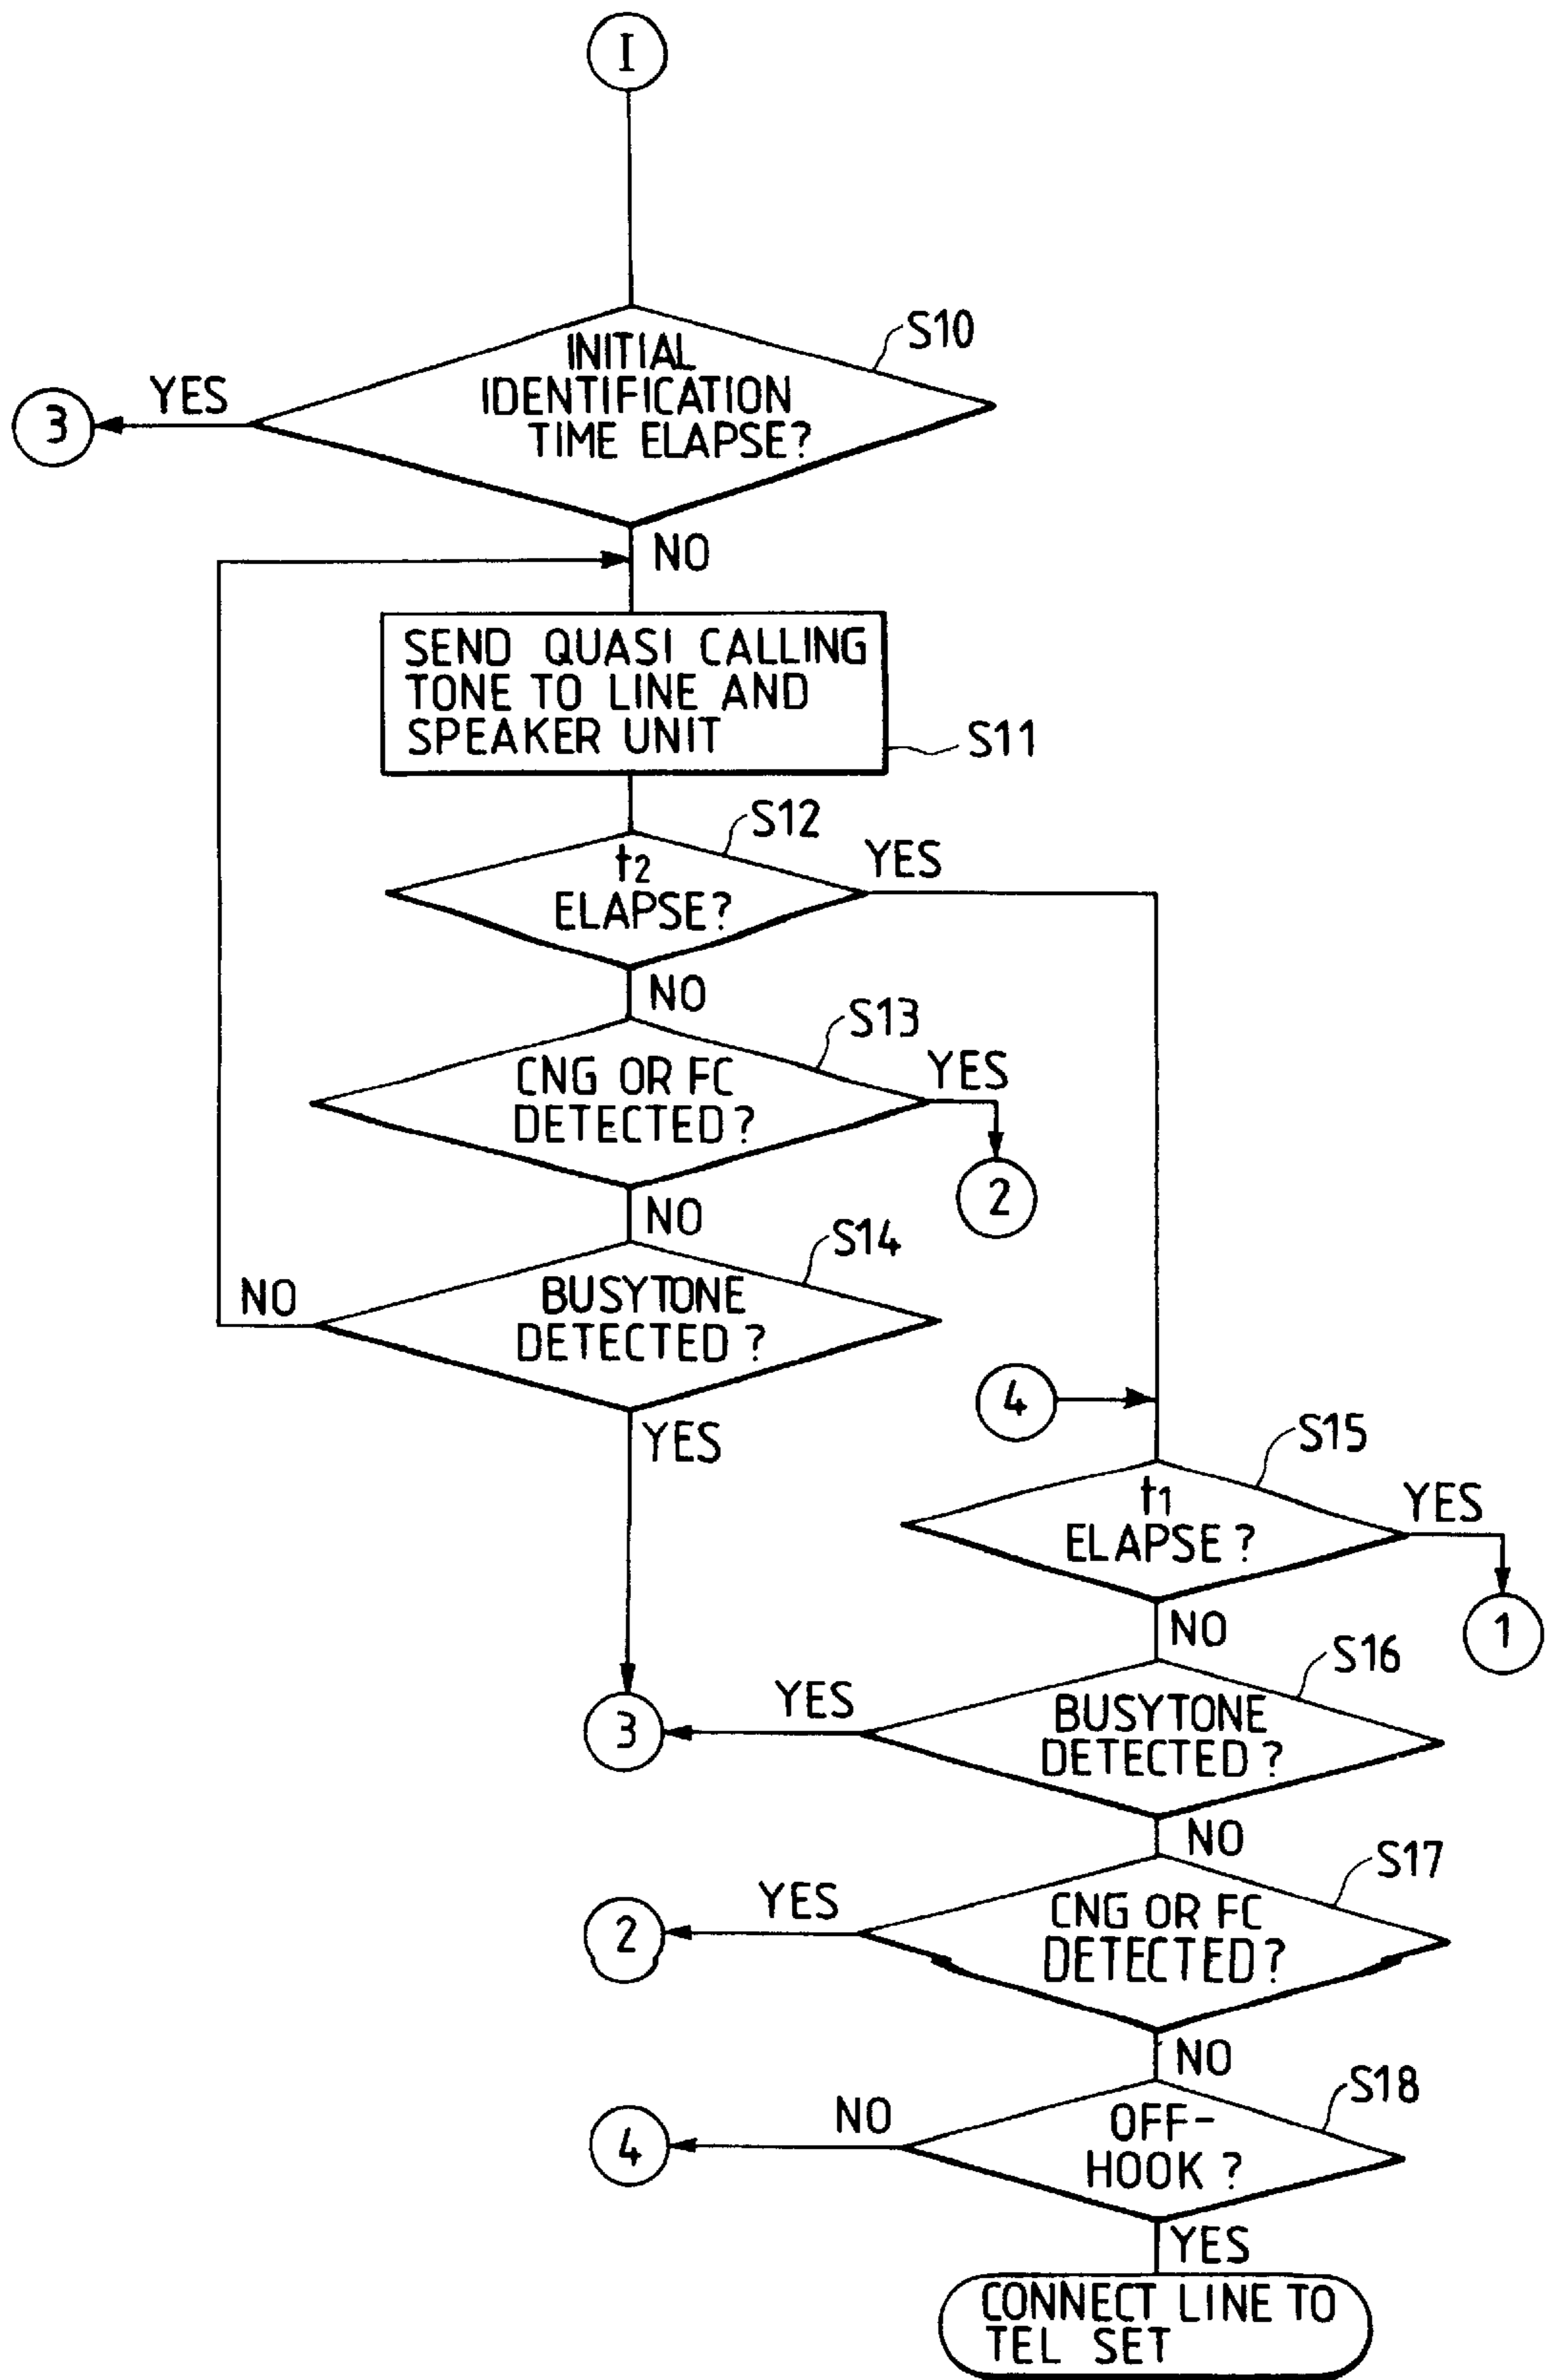 I
S10
INITIAL
IDENTIFICATION
TIME ELAPSE?
YES
3
NO
SEND QUASI CALLING
TONE TO LINE AND
SPEAKER UNIT
S11
S12
t2
ELAPSE?
YES
NO
S13
CNG OR FC
DETECTED?
YES
2
NO
S14
BUSYTONE
DETECTED?
NO
YES
4
S15
t1
ELAPSE?
YES
1
NO
S16
BUSYTONE
DETECTED?
YES
3
NO
S17
CNG OR FC
DETECTED?
YES
2
NO
S18
OFF-
HOOK?
NO
4
YES
CONNECT LINE TO
TEL SET